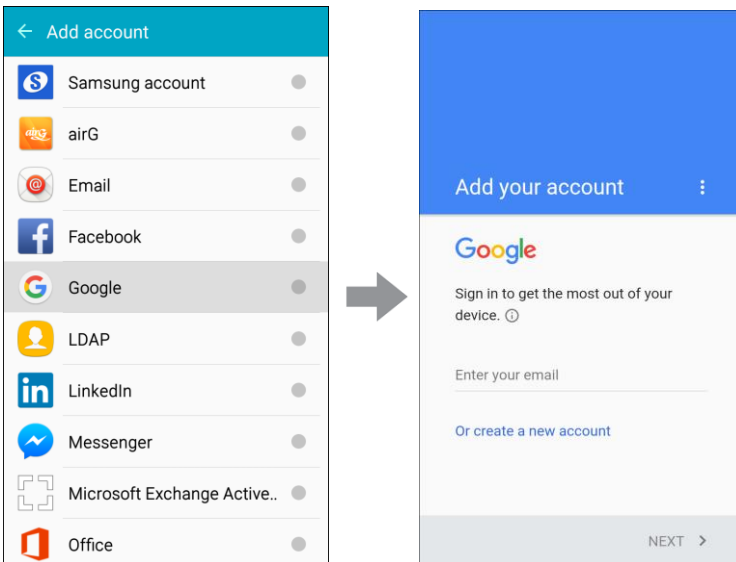 Add account
Samsung account
airG
airG
Email
Facebook
Google
LDAP
LinkedIn
Messenger
Microsoft Exchange Active..
Office
Add your account
Google
Sign in to get the most out of your
device.
Enter your email
Or create a new account
NEXT